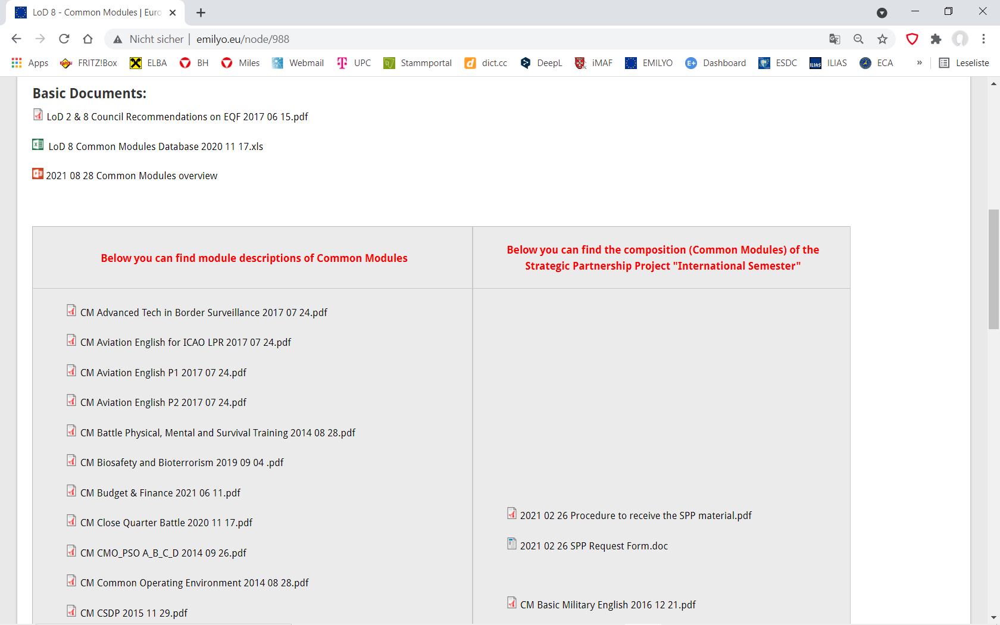 LoD 8 - Common Modules | Euro
Nicht sicher | emilyo.eu/node/988
Apps FRITZ!Box ELBA BH Miles Webmail UPC Stammportal dict.cc DeepL iMAF EMILYO Dashboard ESDC ILIAS ECA » Leseliste
Basic Documents:
LoD 2 & 8 Council Recommendations on EQF 2017 06 15.pdf
LoD 8 Common Modules Database 2020 11 17.xls
2021 08 28 Common Modules overview
Below you can find module descriptions of Common Modules
Below you can find the composition (Common Modules) of the
Strategic Partnership Project "International Semester"
CM Advanced Tech in Border Surveillance 2017 07 24.pdf
CM Aviation English for ICAO LPR 2017 07 24.pdf
CM Aviation English P1 2017 07 24.pdf
CM Aviation English P2 2017 07 24.pdf
CM Battle Physical, Mental and Survival Training 2014 08 28.pdf
CM Biosafety and Bioterrorism 2019 09 04 .pdf
CM Budget & Finance 2021 06 11.pdf
CM Close Quarter Battle 2020 11 17.pdf
CM CMO_PSO A_B_C_D 2014 09 26.pdf
CM Common Operating Environment 2014 08 28.pdf
CM CSDP 2015 11 29.pdf
2021 02 26 Procedure to receive the SPP material.pdf
2021 02 26 SPP Request Form.doc
CM Basic Military English 2016 12 21.pdf